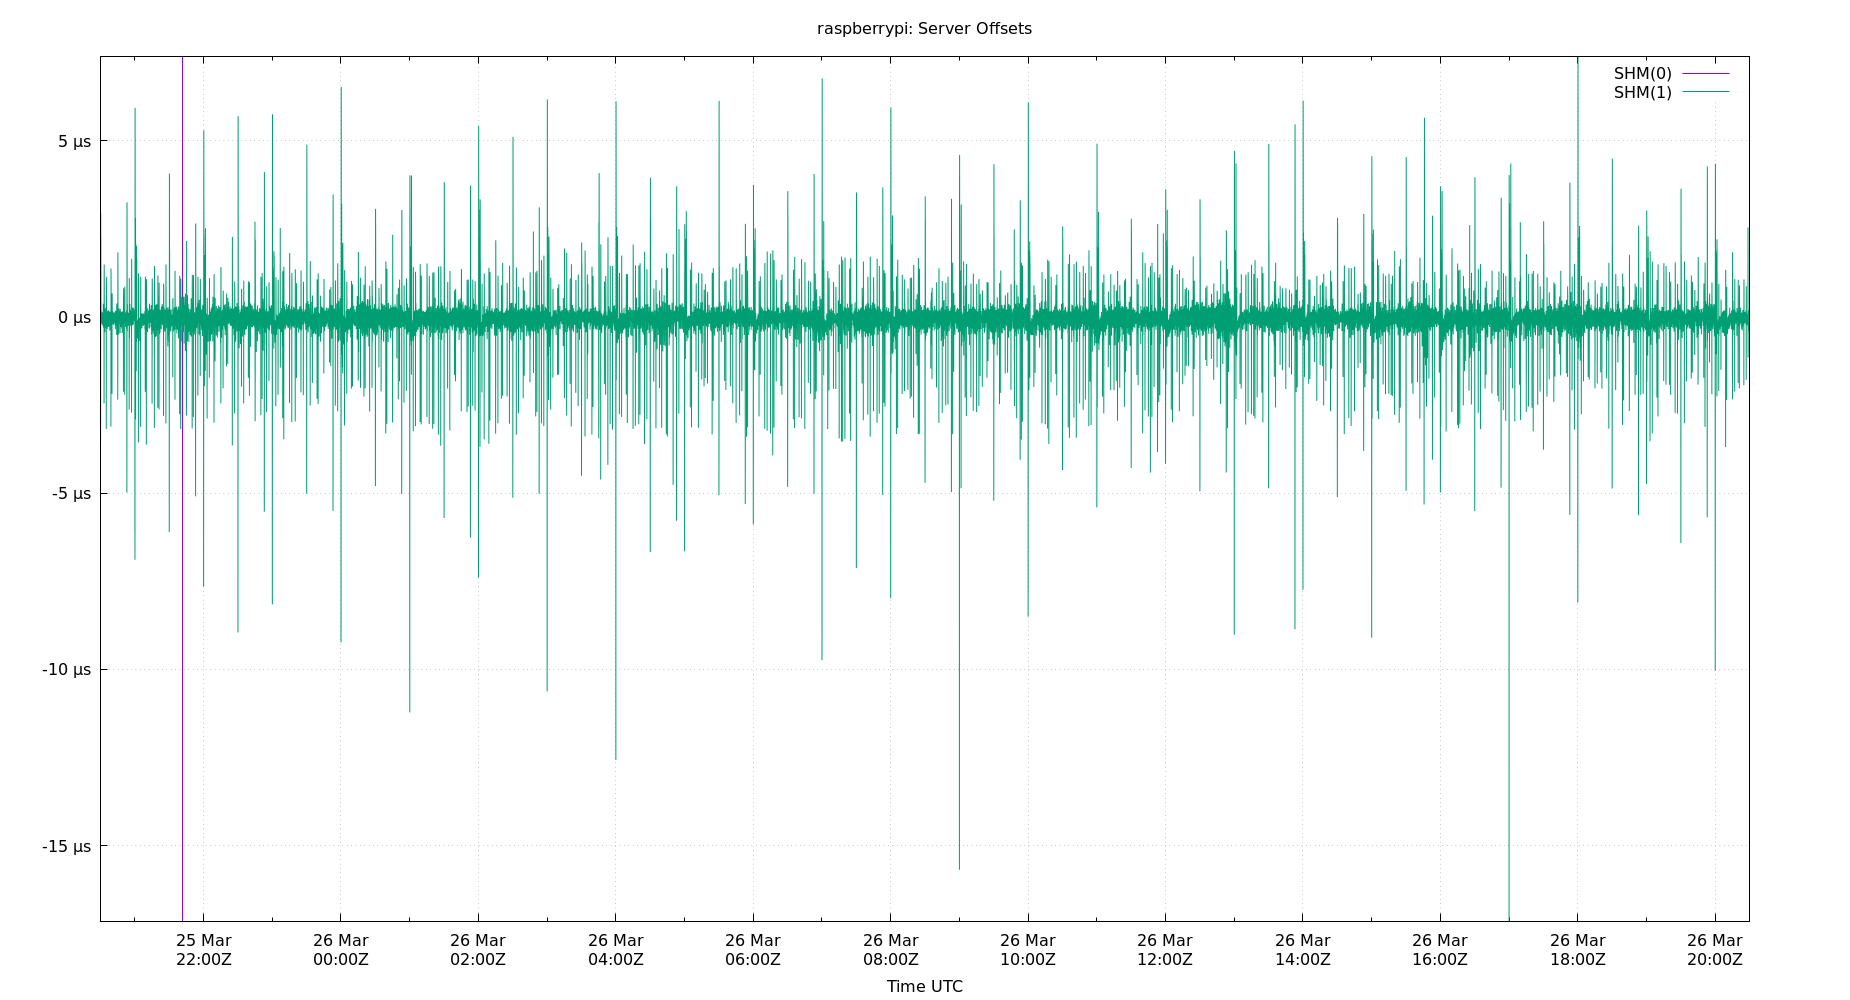 raspberrypi: Server Offsets
SHM(0)
SHM(1)
5 µs
0 µs
-5 µs
-10 µs
-15 µs
25 Mar 26 Mar 26 Mar 26 Mar 26 Mar 26 Mar 26 Mar 26 Mar 26 Mar 26 Mar 26 Mar 26 Mar
22:00Z 00:00Z 02:00Z 04:00Z 06:00Z 08:00Z 10:00Z 12:00Z 14:00Z 16:00Z 18:00Z 20:00Z
Time UTC